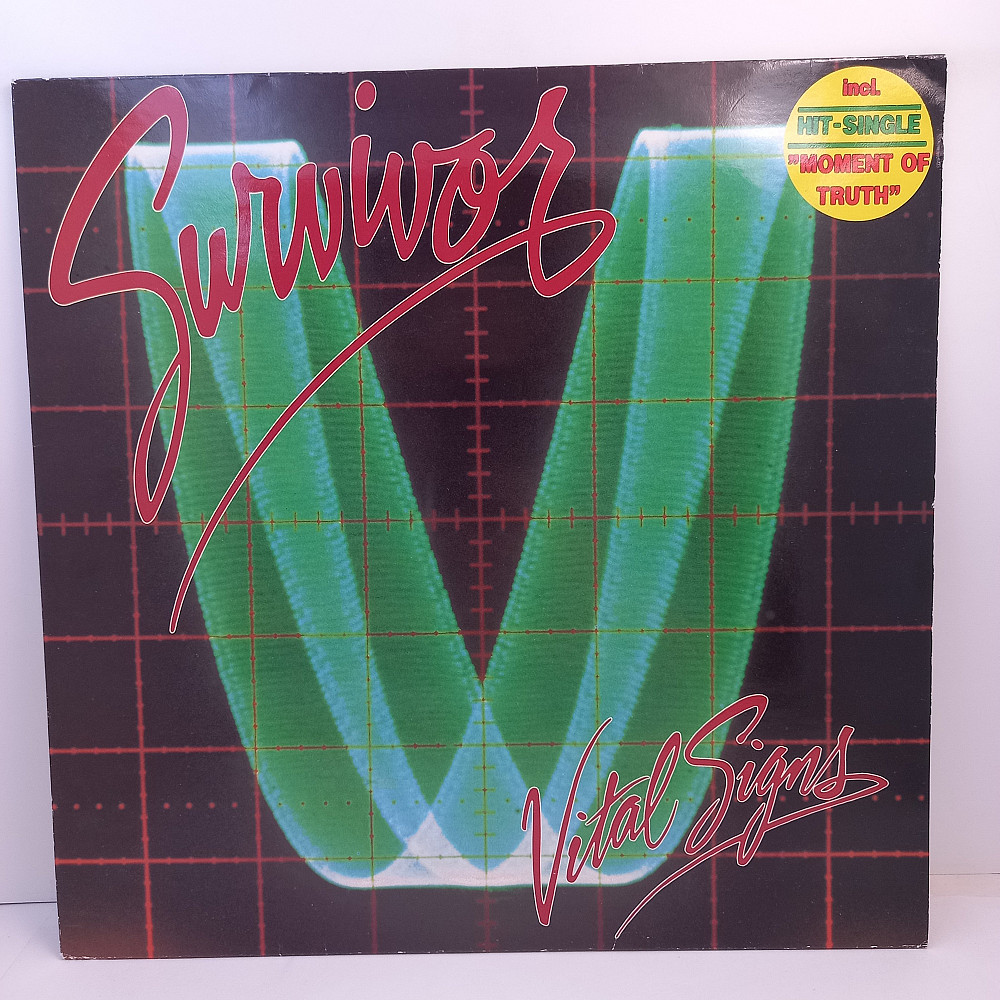 Survivor
incl.
HIT-SINGLE
"MOMENT OF
TRUTH"
Vital Signs